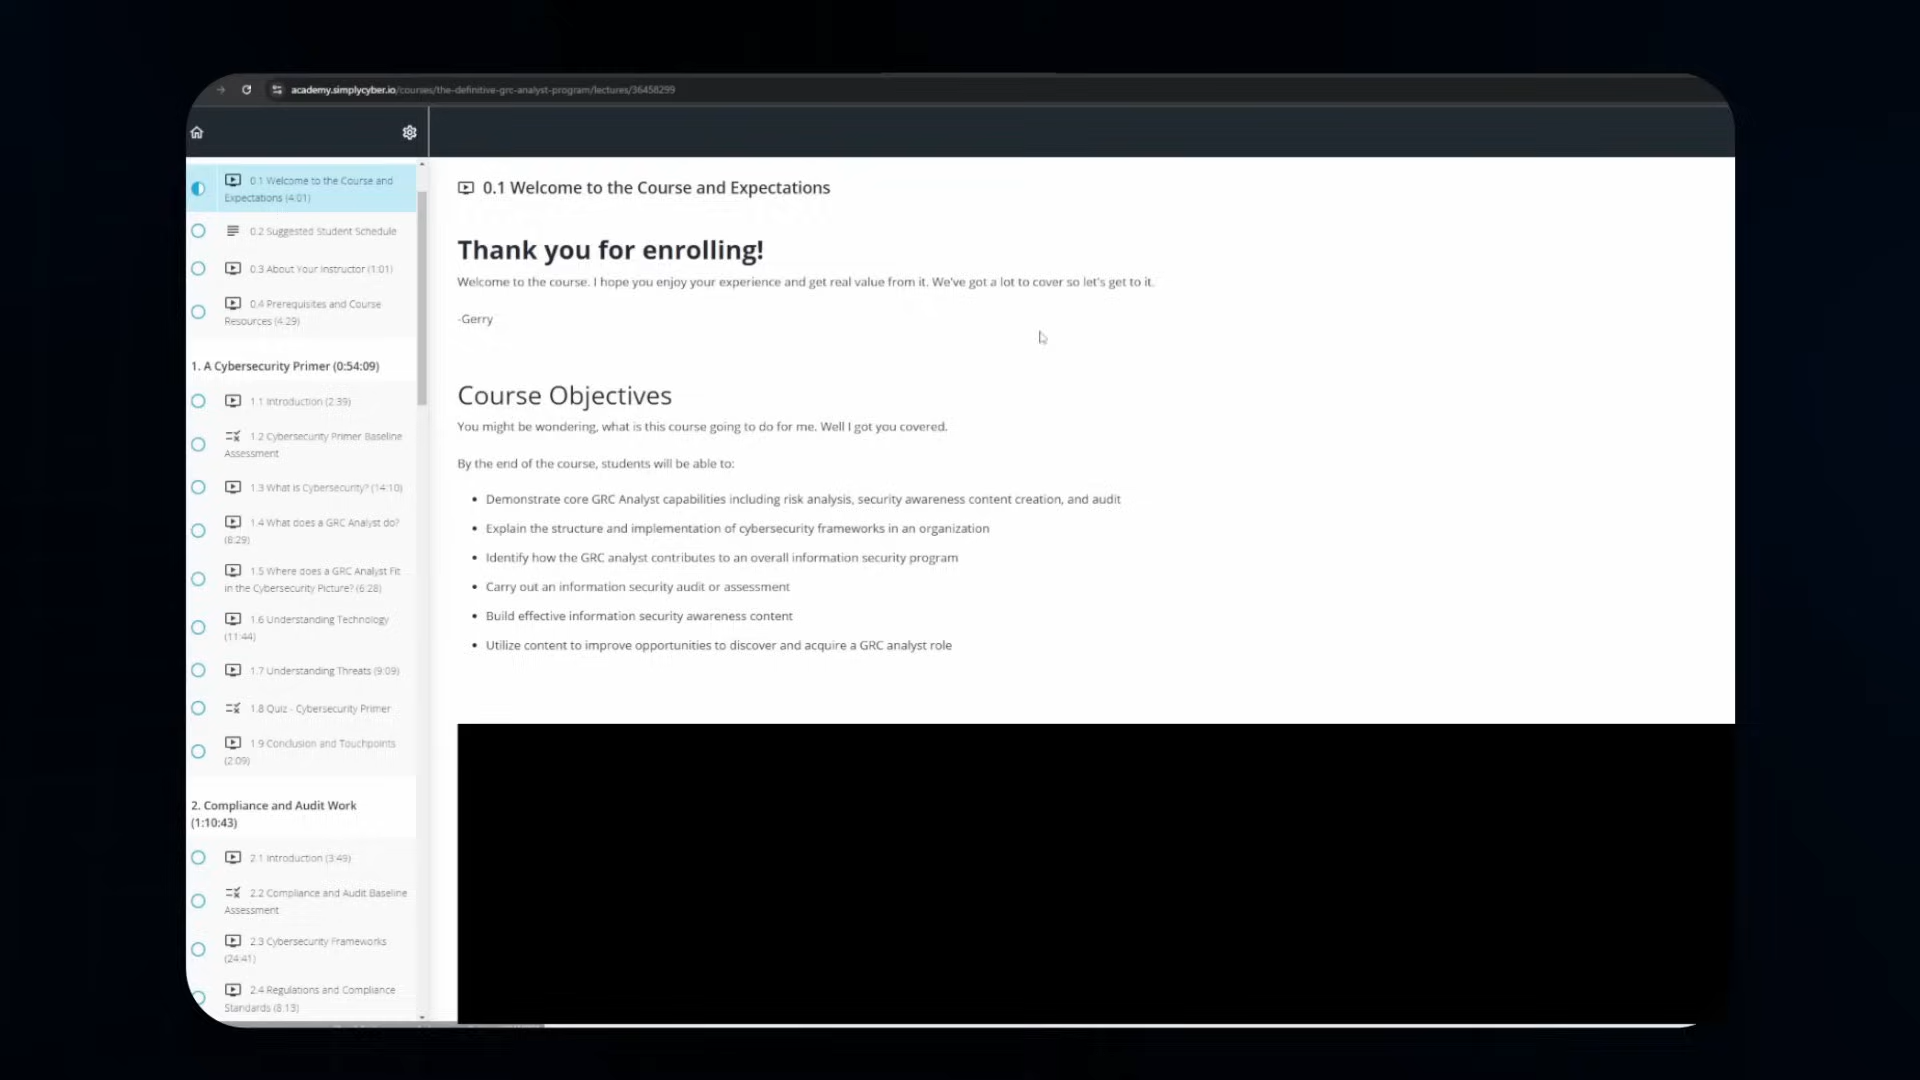 academy.simplycyber.io/courses/the-definitive-grc-analyst-program/lectures/36458299
0.1 Welcome to the Course and
Expectations (4:01)
0.2 Suggested Student Schedule
0.3 About Your Instructor (1:01)
0.4 Prerequisites and Course
Resources (4:29)
1. A Cybersecurity Primer (0:54:09)
1.1 Introduction (2:39)
1.2 Cybersecurity Primer Baseline
Assessment
1.3 What is Cybersecurity? (14:10)
1.4 What does a GRC Analyst do?
(8:29)
1.5 Where does a GRC Analyst Fit
in the Cybersecurity Picture? (6:28)
1.6 Understanding Technology
(11:44)
1.7 Understanding Threats (9:09)
1.8 Quiz - Cybersecurity Primer
1.9 Conclusion and Touchpoints
(2:09)
2. Compliance and Audit Work
(1:10:43)
2.1 Introduction (3:49)
2.2 Compliance and Audit Baseline
Assessment
2.3 Cybersecurity Frameworks
(24:41)
2.4 Regulations and Compliance
Standards (8:13)
0.1 Welcome to the Course and Expectations
Thank you for enrolling!
Welcome to the course. I hope you enjoy your experience and get real value from it. We've got a lot to cover so let's get to it.
-Gerry
Course Objectives
You might be wondering, what is this course going to do for me. Well I got you covered.
By the end of the course, students will be able to:
• Demonstrate core GRC Analyst capabilities including risk analysis, security awareness content creation, and audit
• Explain the structure and implementation of cybersecurity frameworks in an organization
• Identify how the GRC analyst contributes to an overall information security program
• Carry out an information security audit or assessment
• Build effective information security awareness content
• Utilize content to improve opportunities to discover and acquire a GRC analyst role